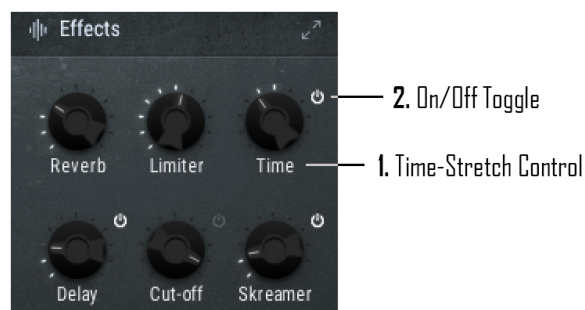 Effects
2. On/Off Toggle
Reverb Limiter Time
1. Time-Stretch Control
Delay Cut-off Skreamer